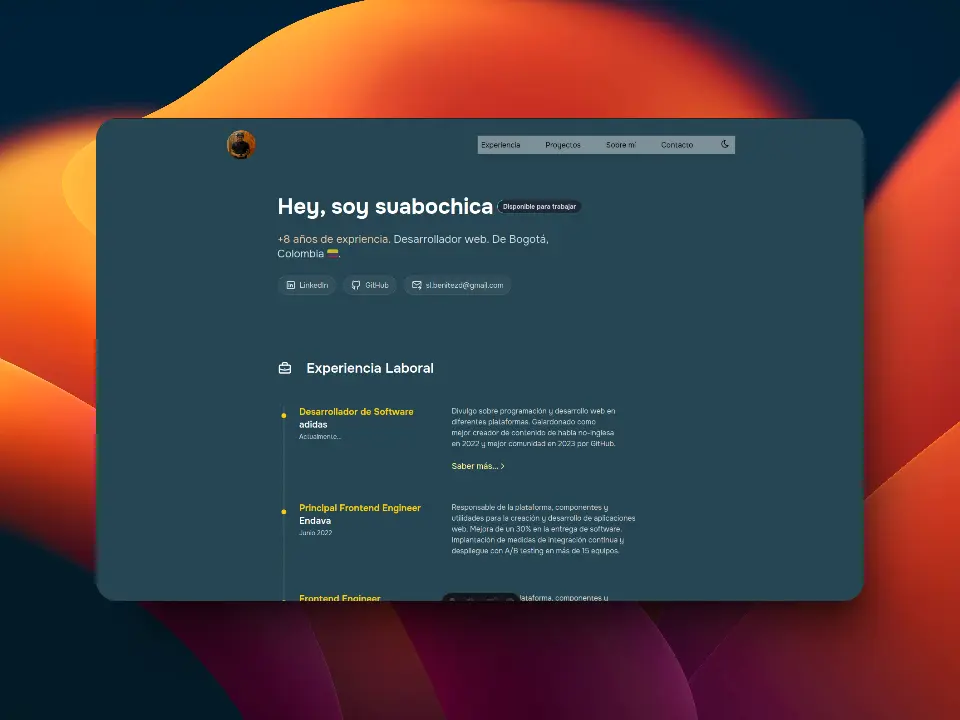 Experiencia Proyectos Sobre mí Contacto
Hey, soy suabochica Disponible para trabajar
+8 años de expriencia. Desarrollador web. De Bogotá,
Colombia 🇨🇴.
LinkedIn GitHub sl.benitezd@gmail.com
Experiencia Laboral
Desarrollador de Software
adidas
Actualmente...
Divulgo sobre programación y desarrollo web en
diferentes plataformas. Galardonado como
mejor creador de contenido de habla no-inglesa
en 2022 y mejor comunidad en 2023 por GitHub.
Saber más...
Principal Frontend Engineer
Endava
Junio 2022
Responsable de la plataforma, componentes y
utilidades para la creación y desarrollo de aplicaciones
web. Mejora de un 30% en la entrega de software.
Implantación de medidas de integración continua y
despliegue con A/B testing en más de 15 equipos.
Frontend Engineer
plataforma, componentes y